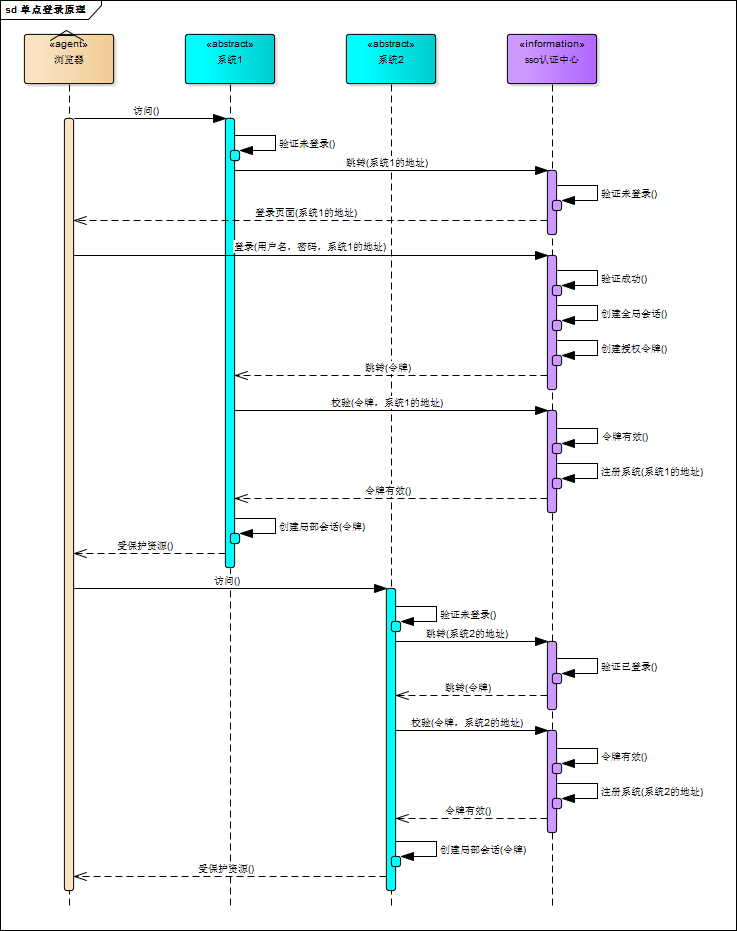 sd 单点登录原理
«agent»
浏览器
«abstract»
系统1
«abstract»
系统2
«information»
sso认证中心
访问()
验证未登录()
跳转(系统1的地址)
验证未登录()
登录页面(系统1的地址)
登录(用户名，密码，系统1的地址)
验证成功()
创建全局会话()
创建授权令牌()
跳转(令牌)
校验(令牌，系统1的地址)
令牌有效()
注册系统(系统1的地址)
令牌有效()
创建局部会话(令牌)
受保护资源()
访问()
验证未登录()
跳转(系统2的地址)
验证已登录()
跳转(令牌)
校验(令牌，系统2的地址)
令牌有效()
注册系统(系统2的地址)
令牌有效()
创建局部会话(令牌)
受保护资源()